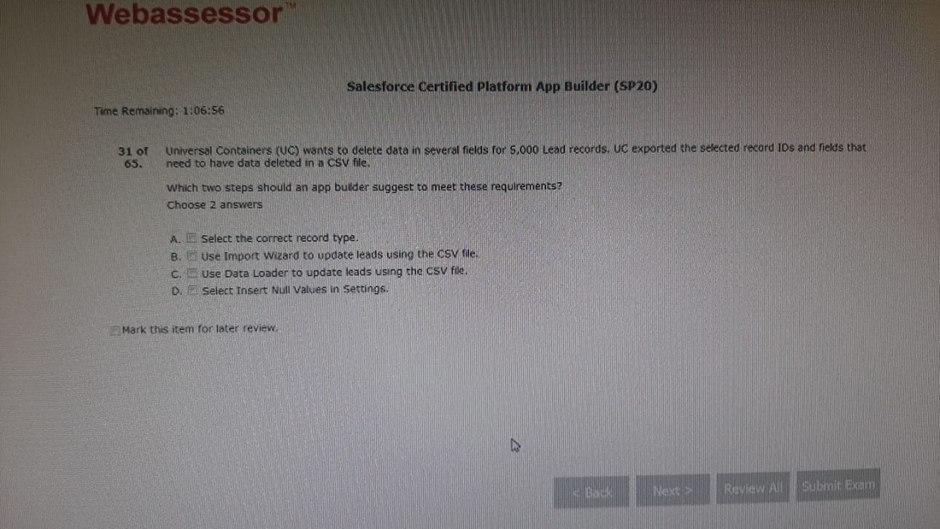 Webassessor™
Salesforce Certified Platform App Builder (SP20)
Time Remaining: 1:06:56
31 of Universal Containers (UC) wants to delete data in several fields for 5,000 Lead records. UC exported the selected record IDs and fields that
65. need to have data deleted in a CSV file.
Which two steps should an app builder suggest to meet these requirements?
Choose 2 answers
A. Select the correct record type.
B. Use Import Wizard to update leads using the CSV file.
C. Use Data Loader to update leads using the CSV file.
D. Select Insert Null Values in Settings.
Mark this item for later review.
< Back Next > Review All Submit Exam